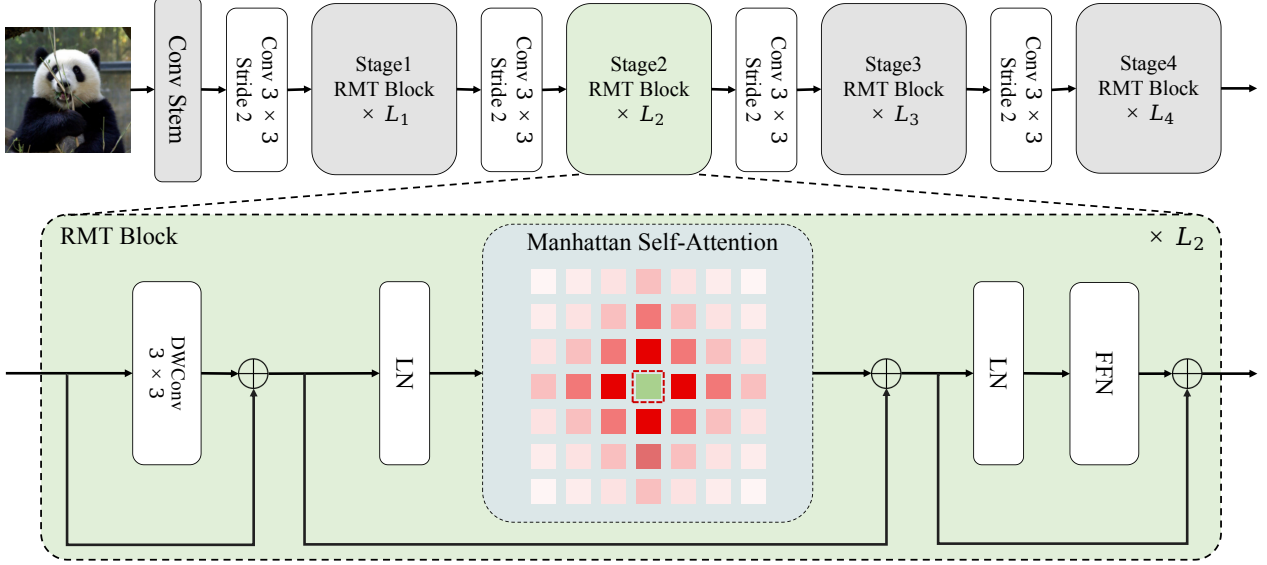 Conv Stem
Conv 3 × 3
Stride 2
Stage1
RMT Block
× L₁
Conv 3 × 3
Stride 2
Stage2
RMT Block
× L₂
Conv 3 × 3
Stride 2
Stage3
RMT Block
× L₃
Conv 3 × 3
Stride 2
Stage4
RMT Block
× L₄
RMT Block
× L₂
Manhattan Self-Attention
DWConv
3 × 3
LN
LN
FFN